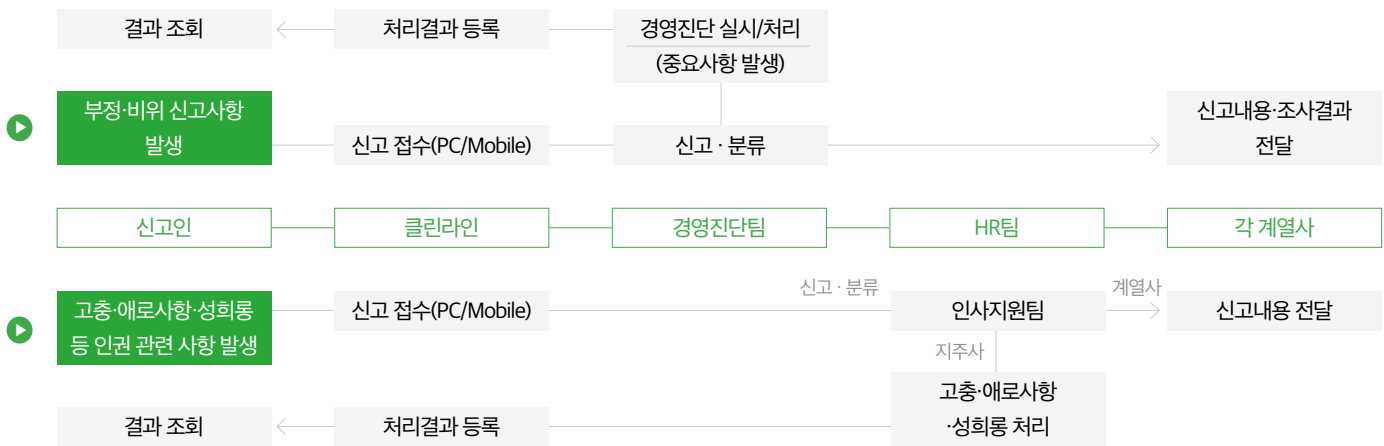 결과 조회
처리결과 등록
경영진단 실시/처리
(중요사항 발생)
부정·비위 신고사항
발생
신고 접수(PC/Mobile)
신고 · 분류
신고내용·조사결과
전달
신고인
클린라인
경영진단팀
HR팀
각 계열사
고충·애로사항·성희롱
등 인권 관련 사항 발생
신고 접수(PC/Mobile)
신고 · 분류
인사지원팀
계열사
신고내용 전달
지주사
고충·애로사항
·성희롱 처리
결과 조회
처리결과 등록